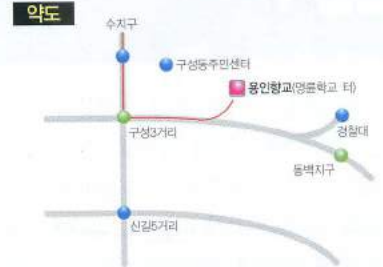 약도
수지구
구성동주민센터
용인향교(명륜학교 터)
구성3거리
경찰대
동백지구
신갈5거리